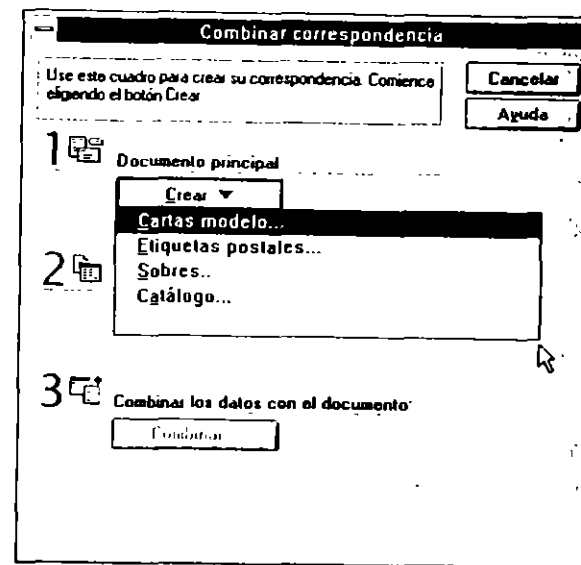 Combinar correspondencia
Use este cuadro para crear su correspondencia. Comience
eligiendo el botón Crear
Cancelar
Ayuda
1
Documento principal
Crear
Cartas modelo...
Etiquetas postales...
Sobres..
Catálogo...
2
3
Combinar los datos con el documento
Combinar